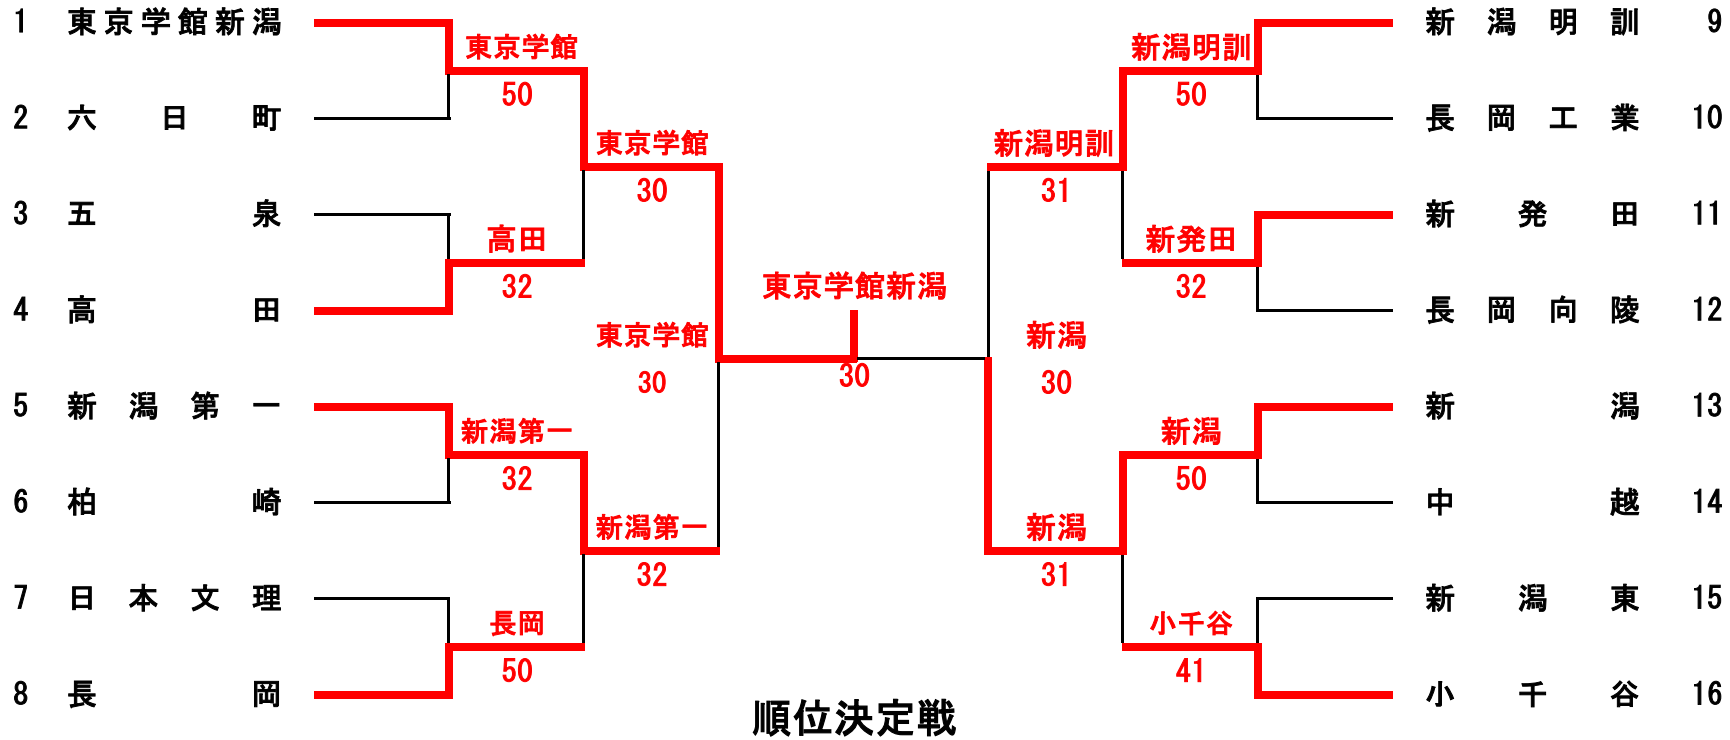 1 東京学館新潟
2 六日町
3 五泉
4 高田
5 新潟第一
6 柏崎
7 日本文理
8 長岡
東京学館
50
高田
32
新潟第一
32
長岡
50
東京学館
30
東京学館
30
新潟第一
32
東京学館新潟
30
新潟明訓
31
新潟
30
新潟
31
新潟明訓
50
新発田
32
新潟
50
小千谷
41
新潟明訓 9
長岡工業 10
新発田 11
長岡向陵 12
新潟 13
中越 14
新潟東 15
小千谷 16
順位決定戦